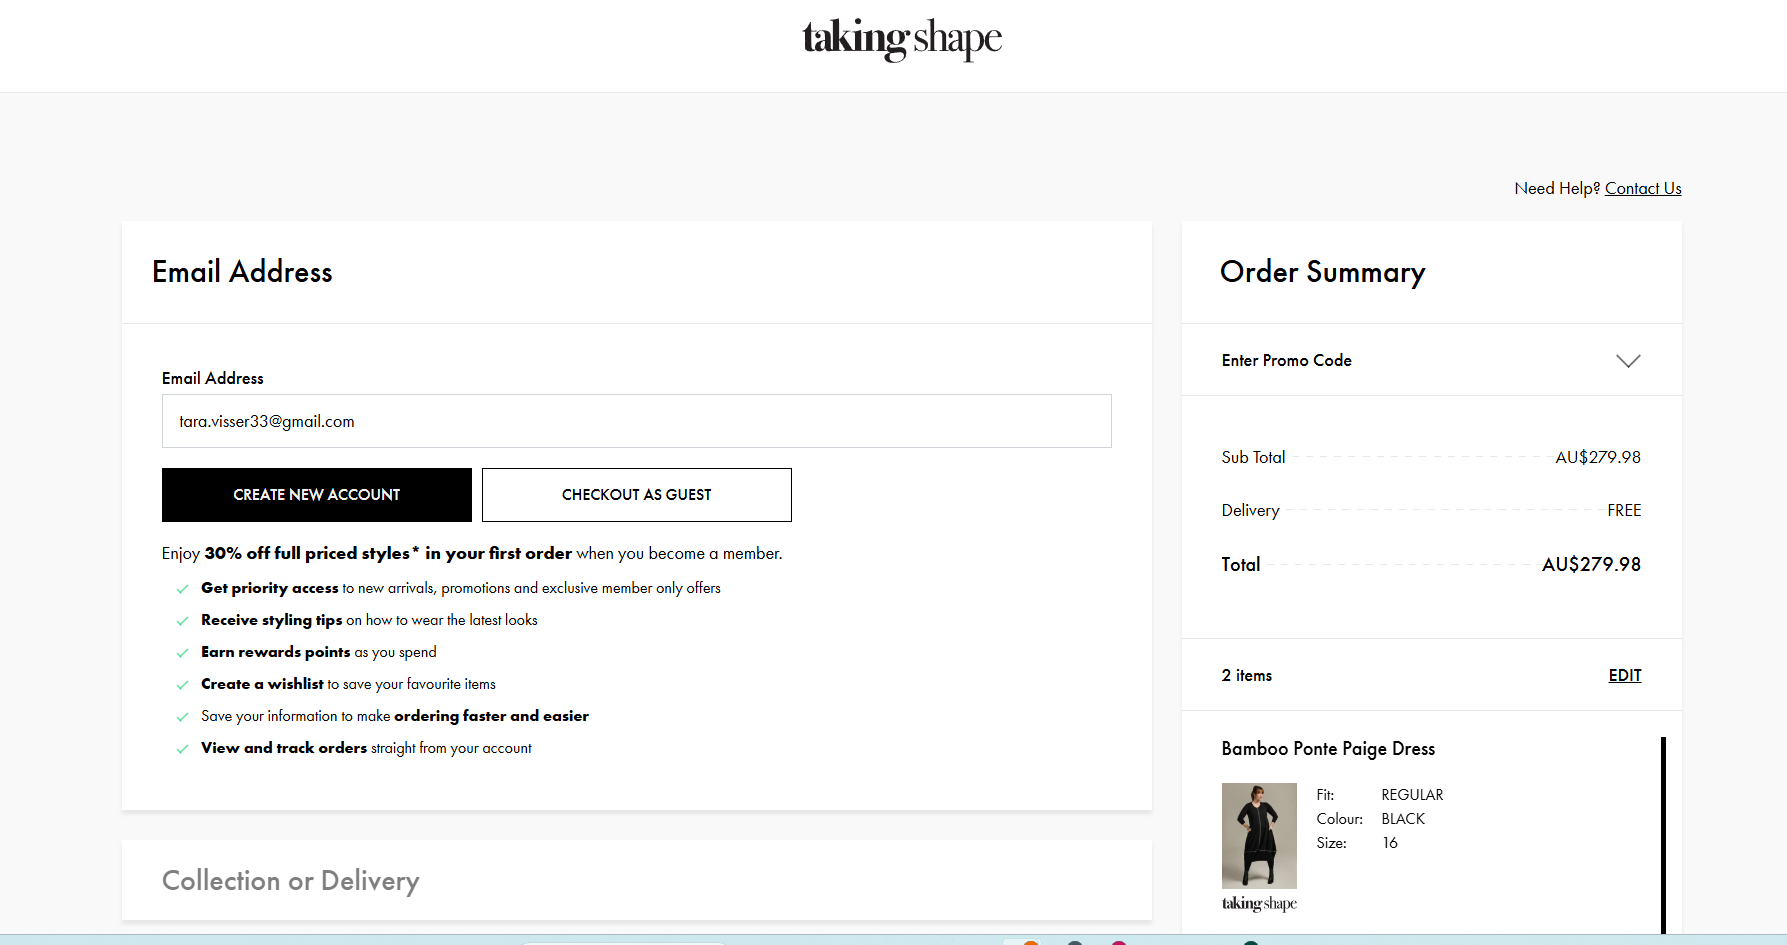 taking shape
Need Help? Contact Us
Email Address
Email Address
tara.visser33@gmail.com
CREATE NEW ACCOUNT
CHECKOUT AS GUEST
Enjoy 30% off full priced styles* in your first order when you become a member.
Get priority access to new arrivals, promotions and exclusive member only offers
Receive styling tips on how to wear the latest looks
Earn rewards points as you spend
Create a wishlist to save your favourite items
Save your information to make ordering faster and easier
View and track orders straight from your account
Collection or Delivery
Order Summary
Enter Promo Code
Sub Total AU$279.98
Delivery FREE
Total AU$279.98
2 items EDIT
Bamboo Ponte Paige Dress
Fit: REGULAR
Colour: BLACK
Size: 16
taking shape